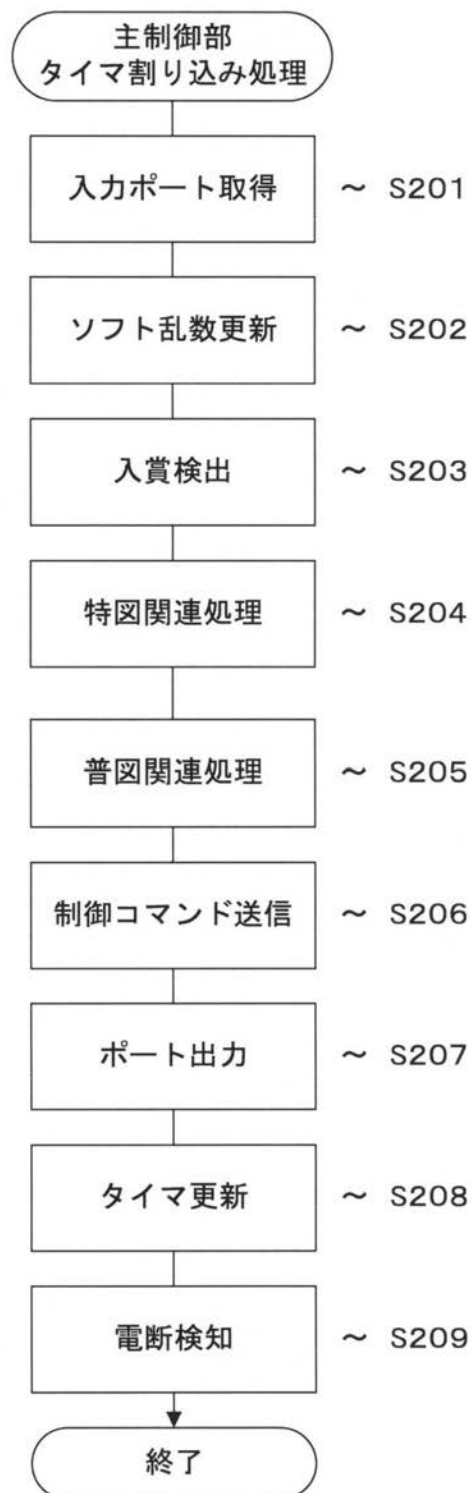 主制御部
タイマ割り込み処理
入力ポート取得 ～ S201
ソフト乱数更新 ～ S202
入賞検出 ～ S203
特図関連処理 ～ S204
普図関連処理 ～ S205
制御コマンド送信 ～ S206
ポート出力 ～ S207
タイマ更新 ～ S208
電断検知 ～ S209
終了